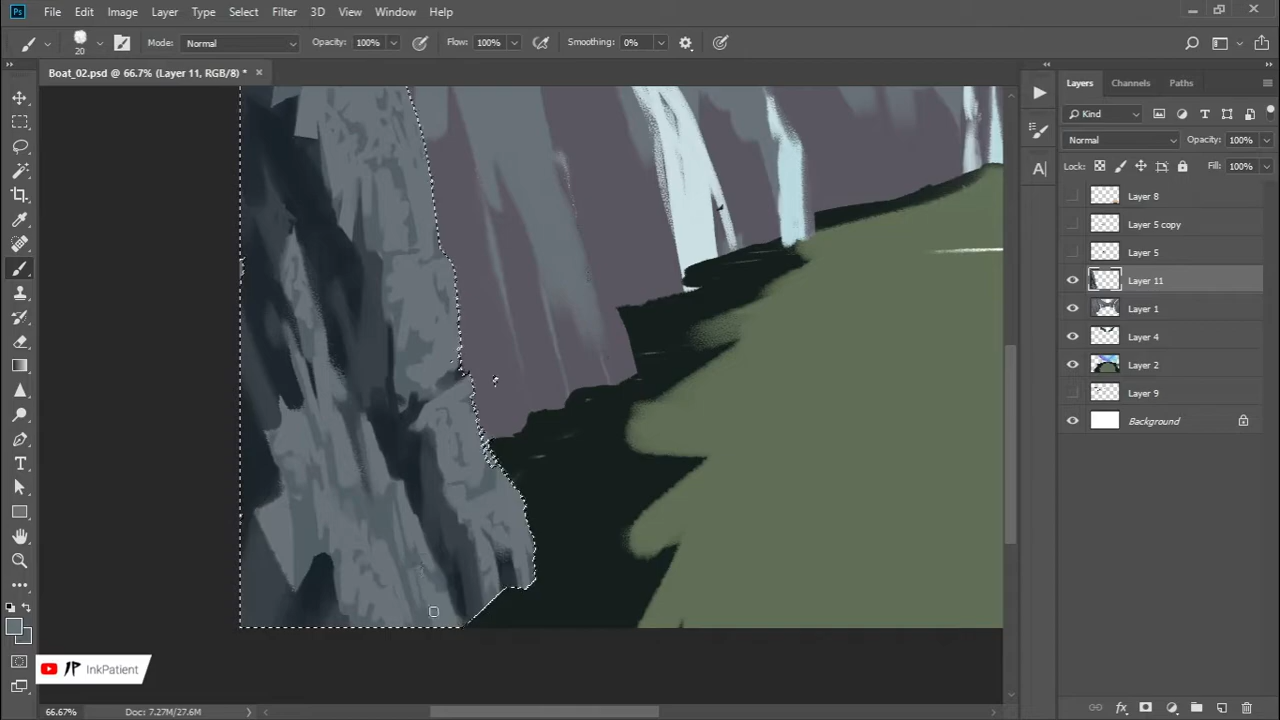 Ps File Edit Image Layer Type Select Filter 3D View Window Help
20 Mode: Normal Opacity: 100% Flow: 100% Smoothing: 0%
Boat_02.psd @ 66.7% (Layer 11, RGB/8) *
Layers Channels Paths
Kind
Normal Opacity: 100%
Lock: Fill: 100%
Layer 8
Layer 5 copy
Layer 5
Layer 11
Layer 1
Layer 4
Layer 2
Layer 9
Background
InkPatient
66.67% Doc: 7.27M/27.6M